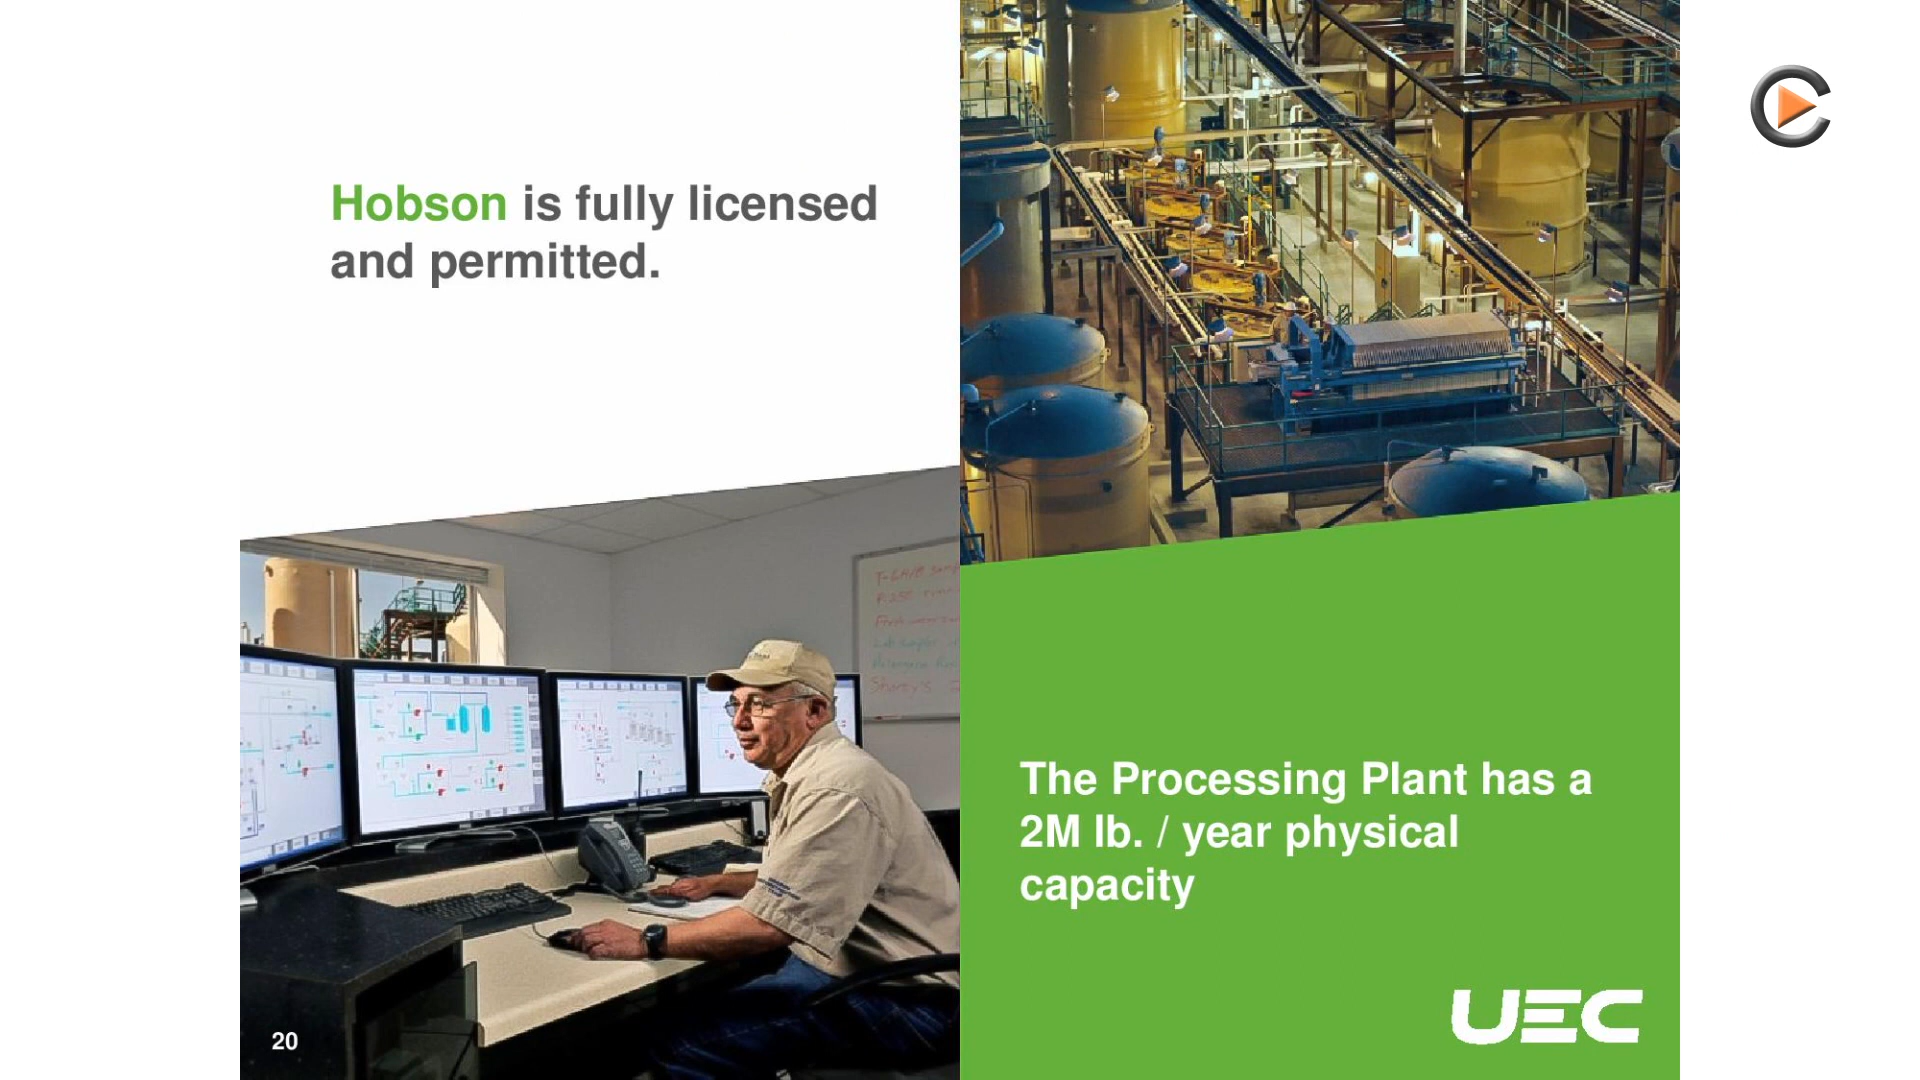 Hobson is fully licensed
and permitted.
The Processing Plant has a
2M lb. / year physical
capacity
UEC
20